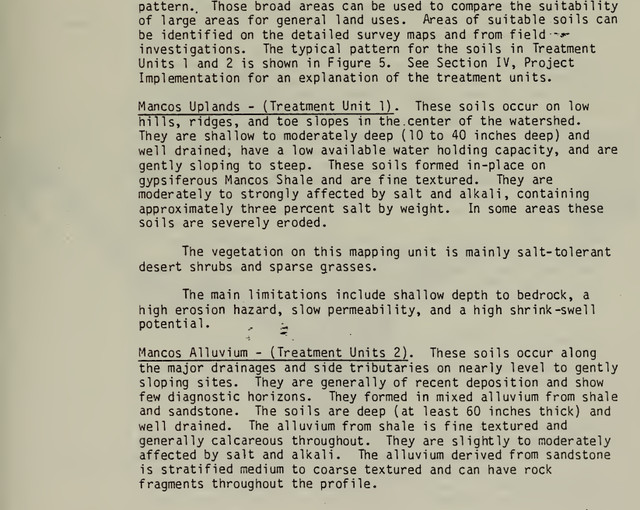 pattern. Those broad areas can be used to compare the suitability
of large areas for general land uses. Areas of suitable soils can
be identified on the detailed survey maps and from field
investigations. The typical pattern for the soils in Treatment
Units 1 and 2 is shown in Figure 5. See Section IV, Project
Implementation for an explanation of the treatment units.
Mancos Uplands - (Treatment Unit 1). These soils occur on low
hills, ridges, and toe slopes in the center of the watershed.
They are shallow to moderately deep (10 to 40 inches deep) and
well drained, have a low available water holding capacity, and are
gently sloping to steep. These soils formed in-place on
gypsiferous Mancos Shale and are fine textured. They are
moderately to strongly affected by salt and alkali, containing
approximately three percent salt by weight. In some areas these
soils are severely eroded.
The vegetation on this mapping unit is mainly salt-tolerant
desert shrubs and sparse grasses.
The main limitations include shallow depth to bedrock, a
high erosion hazard, slow permeability, and a high shrink-swell
potential.
Mancos Alluvium - (Treatment Units 2). These soils occur along
the major drainages and side tributaries on nearly level to gently
sloping sites. They are generally of recent deposition and show
few diagnostic horizons. They formed in mixed alluvium from shale
and sandstone. The soils are deep (at least 60 inches thick) and
well drained. The alluvium from shale is fine textured and
generally calcareous throughout. They are slightly to moderately
affected by salt and alkali. The alluvium derived from sandstone
is stratified medium to coarse textured and can have rock
fragments throughout the profile.